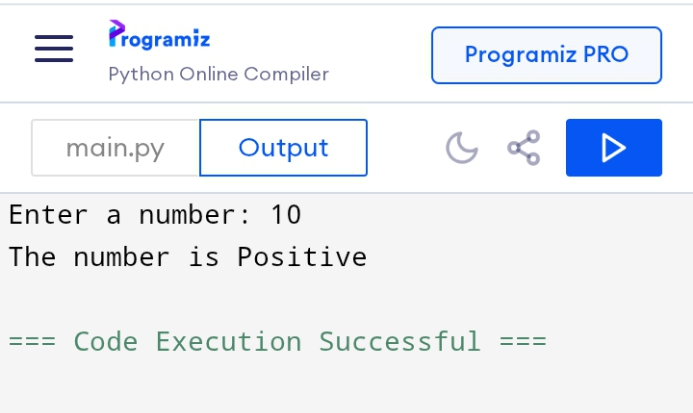 Programiz
Python Online Compiler
Programiz PRO
main.py
Output
Enter a number: 10
The number is Positive
=== Code Execution Successful ===